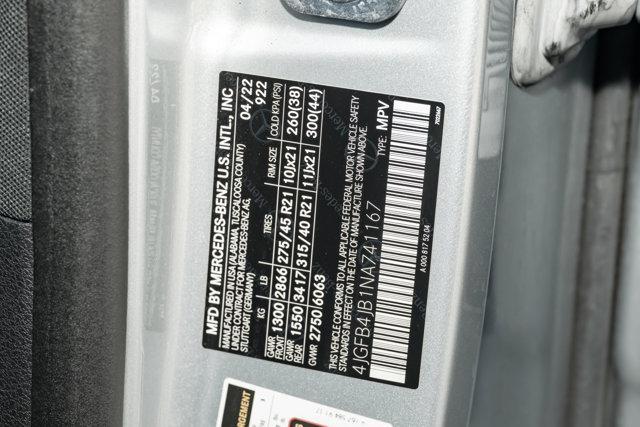 MFD BY MERCEDES-BENZ U.S. INTL., INC
04/22
MANUFACTURED IN USA (ALABAMA, TUSCALOOSA COUNTY)
922
UNDER CONTRACT FOR MERCEDES-BENZ AG,
STUTTGART (GERMANY)
KG LB TIRES RIM SIZE COLD KPA(PSI)
GAWR FRONT 1300 2866 275/45 R21 10Jx21 260(38)
GAWR REAR 1550 3417 315/40 R21 11Jx21 300(44)
GVWR 2750 6063
THIS VEHICLE CONFORMS TO ALL APPLICABLE FEDERAL MOTOR VEHICLE SAFETY
STANDARDS IN EFFECT ON THE DATE OF MANUFACTURE SHOWN ABOVE.
TYPE: MPV
4JGFB4JB1NA741167
A 000 817 52 04